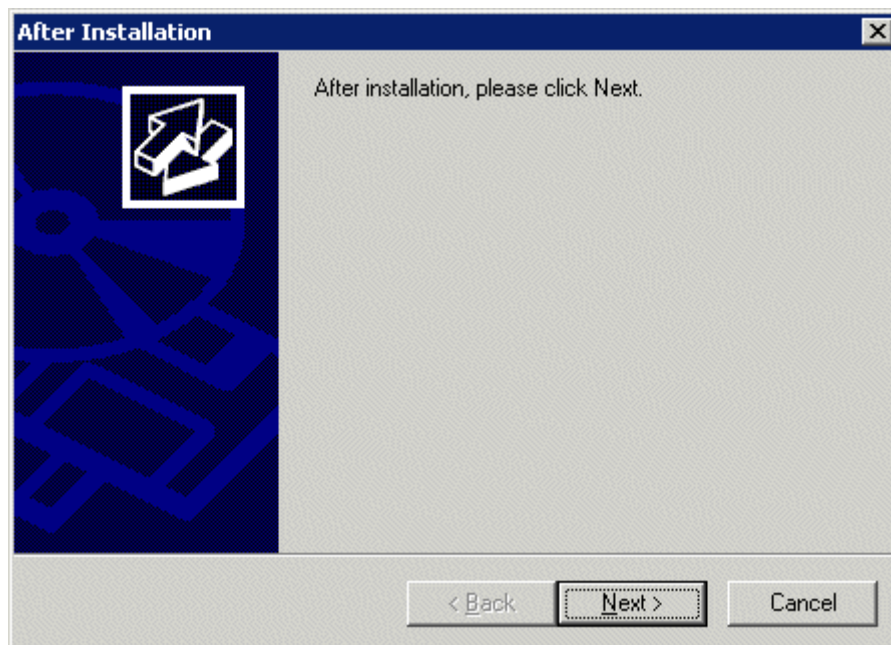 After Installation
After installation, please click Next.
< Back
Next >
Cancel